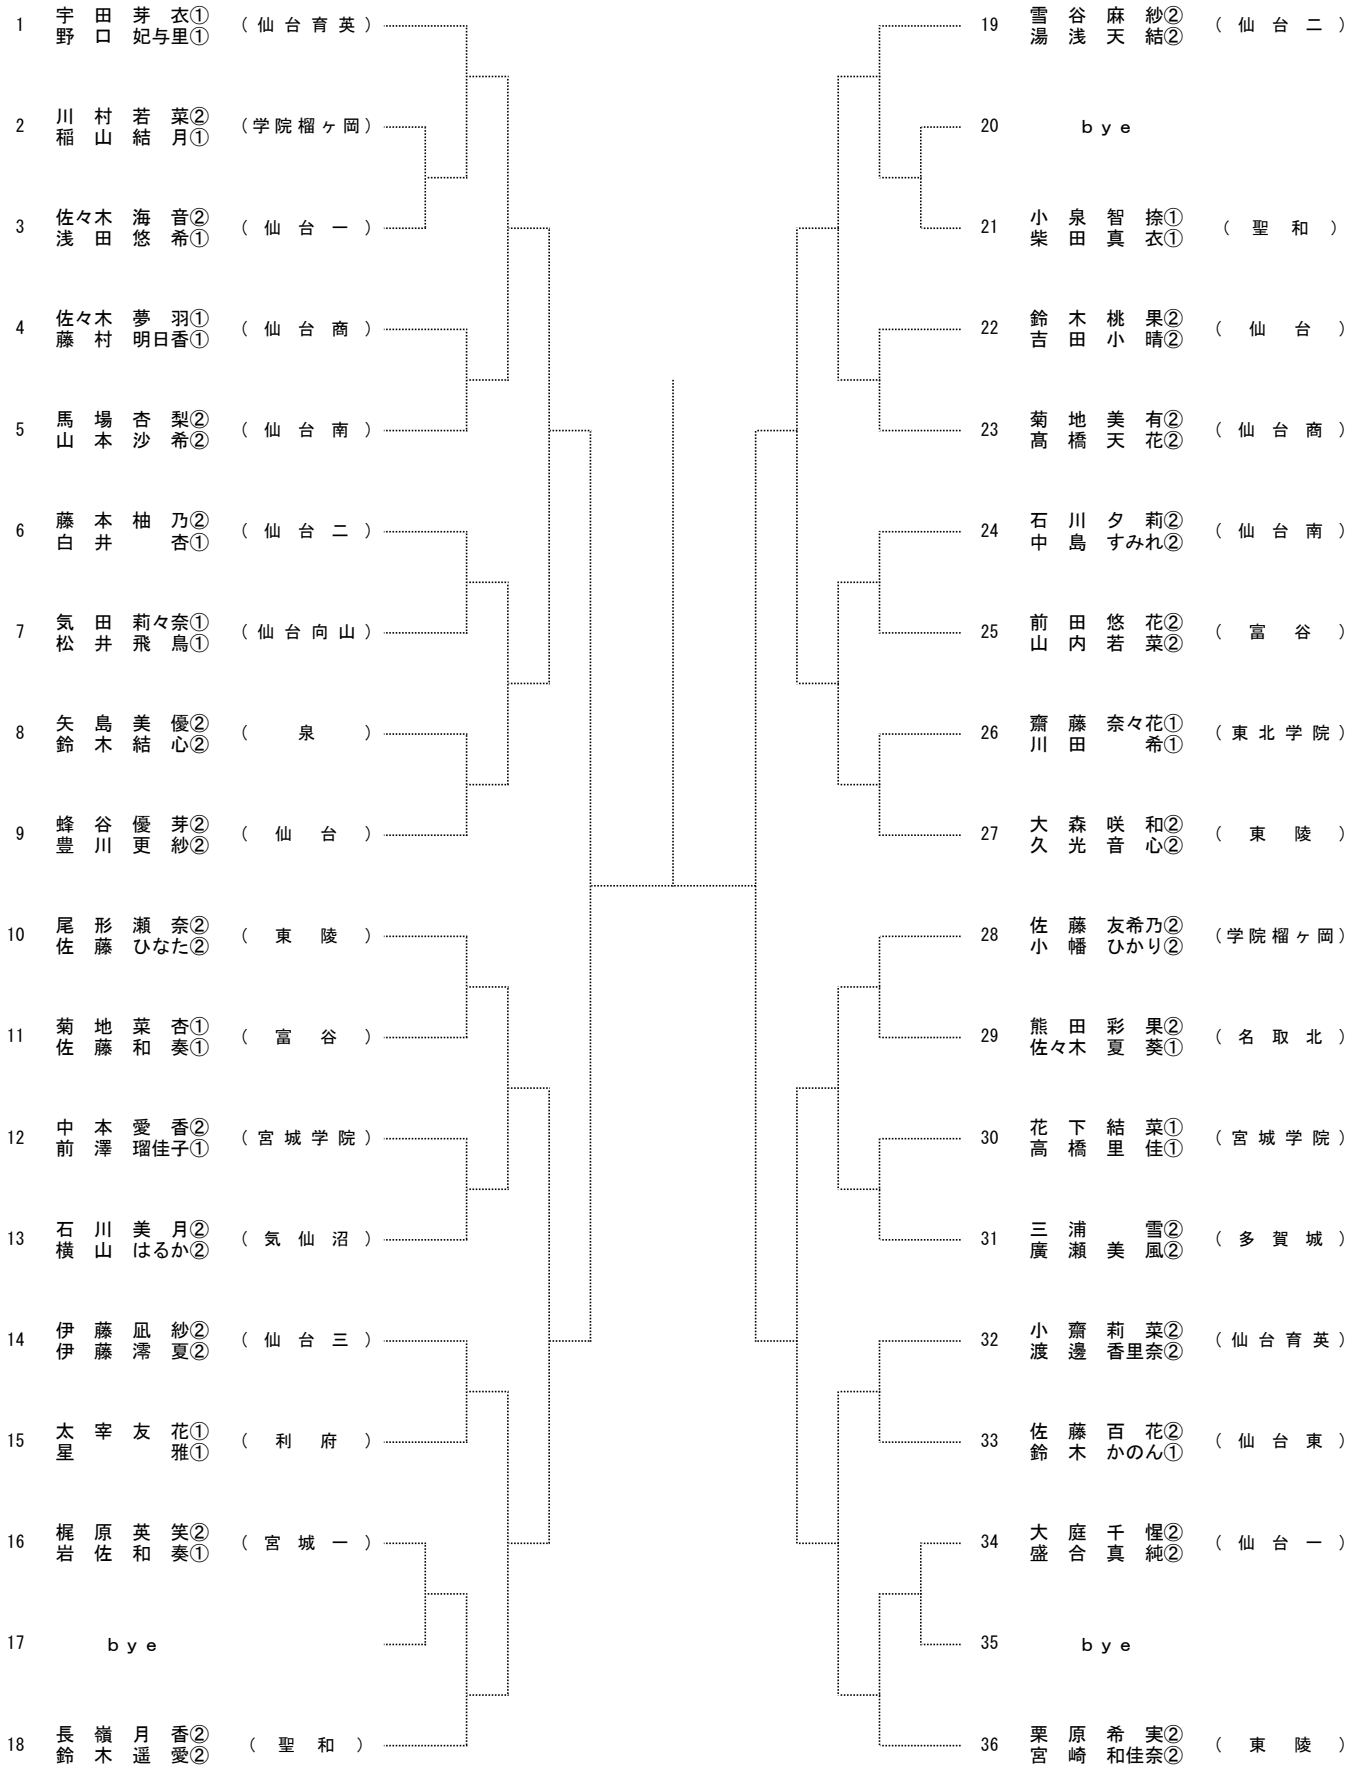 1 宇田芽衣① (仙台育英)
野口妃与里①
2 川村若菜② (学院榴ヶ岡)
稲山結月①
3 佐々木海音② (仙台一)
浅田悠希①
4 佐々木夢羽① (仙台商)
藤村明日香①
5 馬場杏梨② (仙台南)
山本沙希②
6 藤本柚乃② (仙台二)
白井杏①
7 気田莉々奈① (仙台向山)
松井飛鳥①
8 矢島美優② (泉)
鈴木結心②
9 蜂谷優芽② (仙台)
豊川更紗②
10 尾形瀬奈② (東陵)
佐藤ひなた②
11 菊地菜杏① (富谷)
佐藤和奏①
12 中本愛香② (宮城学院)
前澤瑠佳子①
13 石川美月② (気仙沼)
横山はるか②
14 伊藤凪紗② (仙台三)
伊藤澪夏②
15 太宰友花① (利府)
星雅①
16 梶原英笑② (宮城一)
岩佐和奏①
17 bye
18 長嶺月香② (聖和)
鈴木遥愛②
19 雪谷麻紗② (仙台二)
湯浅天結②
20 bye
21 小泉智捺① (聖和)
柴田真衣①
22 鈴木桃果② (仙台)
吉田小晴②
23 菊地美有② (仙台商)
髙橋天花②
24 石川夕莉② (仙台南)
中島すみれ②
25 前田悠花② (富谷)
山内若菜②
26 齋藤奈々花① (東北学院)
川田希①
27 大森咲和② (東陵)
久光音心②
28 佐藤友希乃② (学院榴ヶ岡)
小幡ひかり②
29 熊田彩果② (名取北)
佐々木夏葵①
30 花下結菜① (宮城学院)
高橋里佳①
31 三浦雪② (多賀城)
廣瀬美風②
32 小齋莉菜② (仙台育英)
渡邊香里奈②
33 佐藤百花② (仙台東)
鈴木かのん①
34 大庭千惺② (仙台一)
盛合真純②
35 bye
36 栗原希実② (東陵)
宮崎和佳奈②